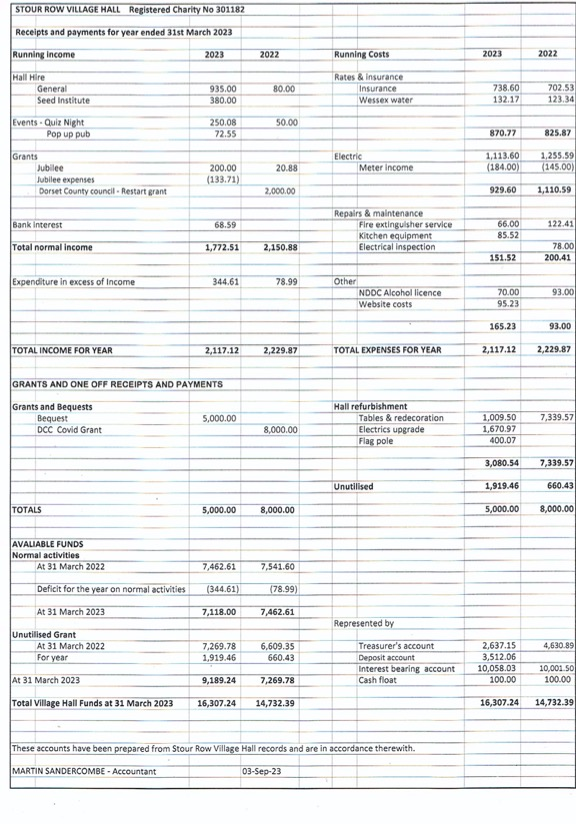 STOUR ROW VILLAGE HALL Registered Charity No 301182
Receipts and payments for year ended 31st March 2023
Running income 2023 2022 Running Costs 2023 2022
Hall Hire Rates & insurance
General 935.00 80.00 Insurance 738.60 702.53
Seed Institute 380.00 Wessex water 132.17 123.34
Events - Quiz Night 250.08 50.00
Pop up pub 72.55 870.77 825.87
Grants Electric 1,113.60 1,255.59
Jubilee 200.00 20.88 Meter income (184.00) (145.00)
Jubilee expenses (133.71)
Dorset County council - Restart grant 2,000.00 929.60 1,110.59
Repairs & maintenance
Bank interest 68.59 Fire extinguisher service 66.00 122.41
Kitchen equipment 85.52
Total normal income 1,772.51 2,150.88 Electrical inspection 78.00
151.52 200.41
Expenditure in excess of Income 344.61 78.99 Other
NDDC Alcohol licence 70.00 93.00
Website costs 95.23
165.23 93.00
TOTAL INCOME FOR YEAR 2,117.12 2,229.87 TOTAL EXPENSES FOR YEAR 2,117.12 2,229.87
GRANTS AND ONE OFF RECEIPTS AND PAYMENTS
Grants and Bequests Hall refurbishment
Bequest 5,000.00 Tables & redecoration 1,009.50 7,339.57
DCC Covid Grant 8,000.00 Electrics upgrade 1,670.97
Flag pole 400.07
3,080.54 7,339.57
Unutilised 1,919.46 660.43
TOTALS 5,000.00 8,000.00 5,000.00 8,000.00
AVALIABLE FUNDS
Normal activities
At 31 March 2022 7,462.61 7,541.60
Deficit for the year on normal activities (344.61) (78.99)
At 31 March 2023 7,118.00 7,462.61
Represented by
Unutilised Grant
At 31 March 2022 7,269.78 6,609.35 Treasurer's account 2,637.15 4,630.89
For year 1,919.46 660.43 Deposit account 3,512.06
Interest bearing account 10,058.03 10,001.50
At 31 March 2023 9,189.24 7,269.78 Cash float 100.00 100.00
Total Village Hall Funds at 31 March 2023 16,307.24 14,732.39 16,307.24 14,732.39
These accounts have been prepared from Stour Row Village Hall records and are in accordance therewith.
MARTIN SANDERCOMBE - Accountant 03-Sep-23